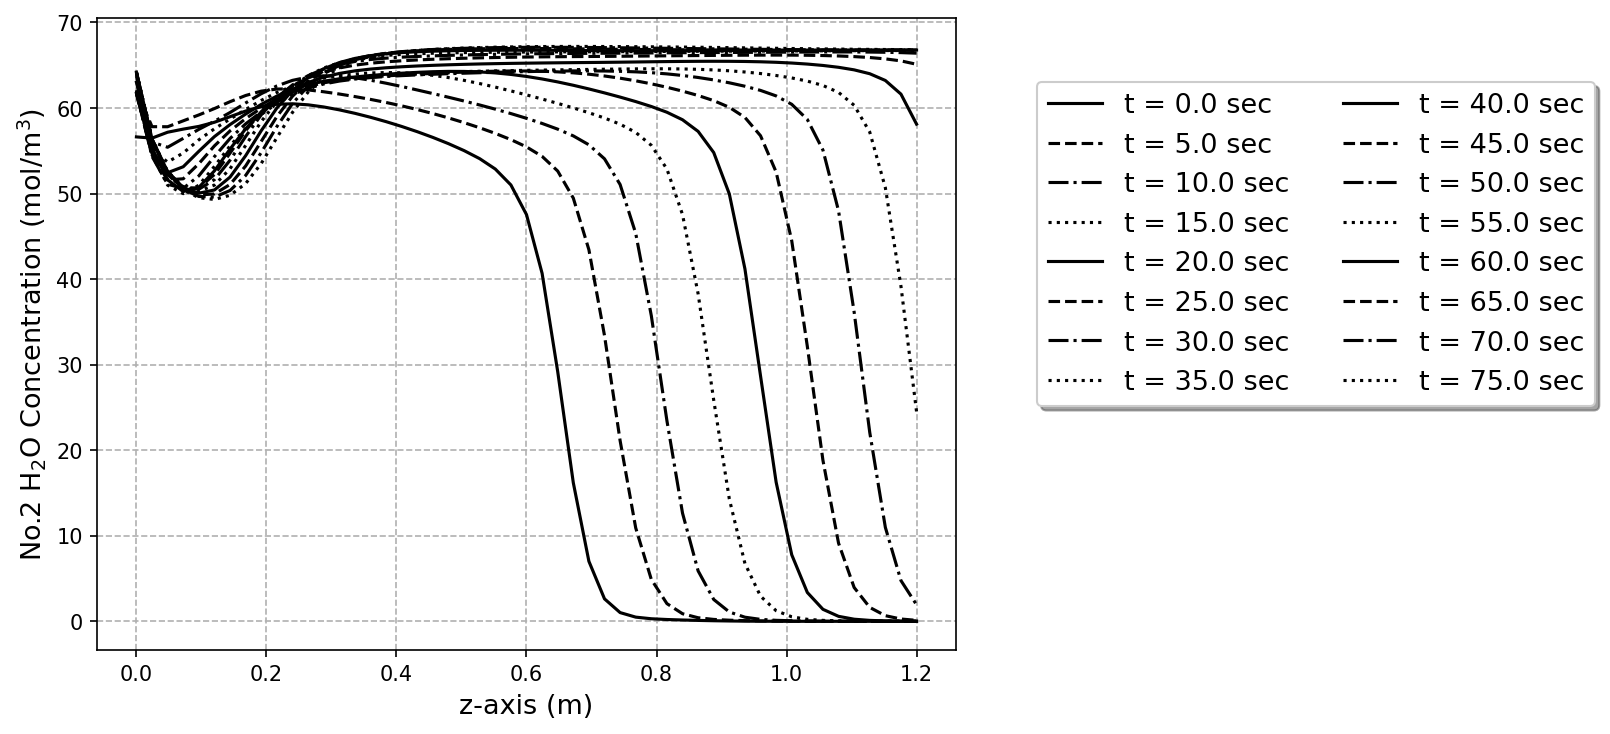 70
60
50
40
30
20
10
0
No.2 H₂O Concentration (mol/m³)
0.0 0.2 0.4 0.6 0.8 1.0 1.2
z-axis (m)
t = 0.0 sec
t = 5.0 sec
t = 10.0 sec
t = 15.0 sec
t = 20.0 sec
t = 25.0 sec
t = 30.0 sec
t = 35.0 sec
t = 40.0 sec
t = 45.0 sec
t = 50.0 sec
t = 55.0 sec
t = 60.0 sec
t = 65.0 sec
t = 70.0 sec
t = 75.0 sec